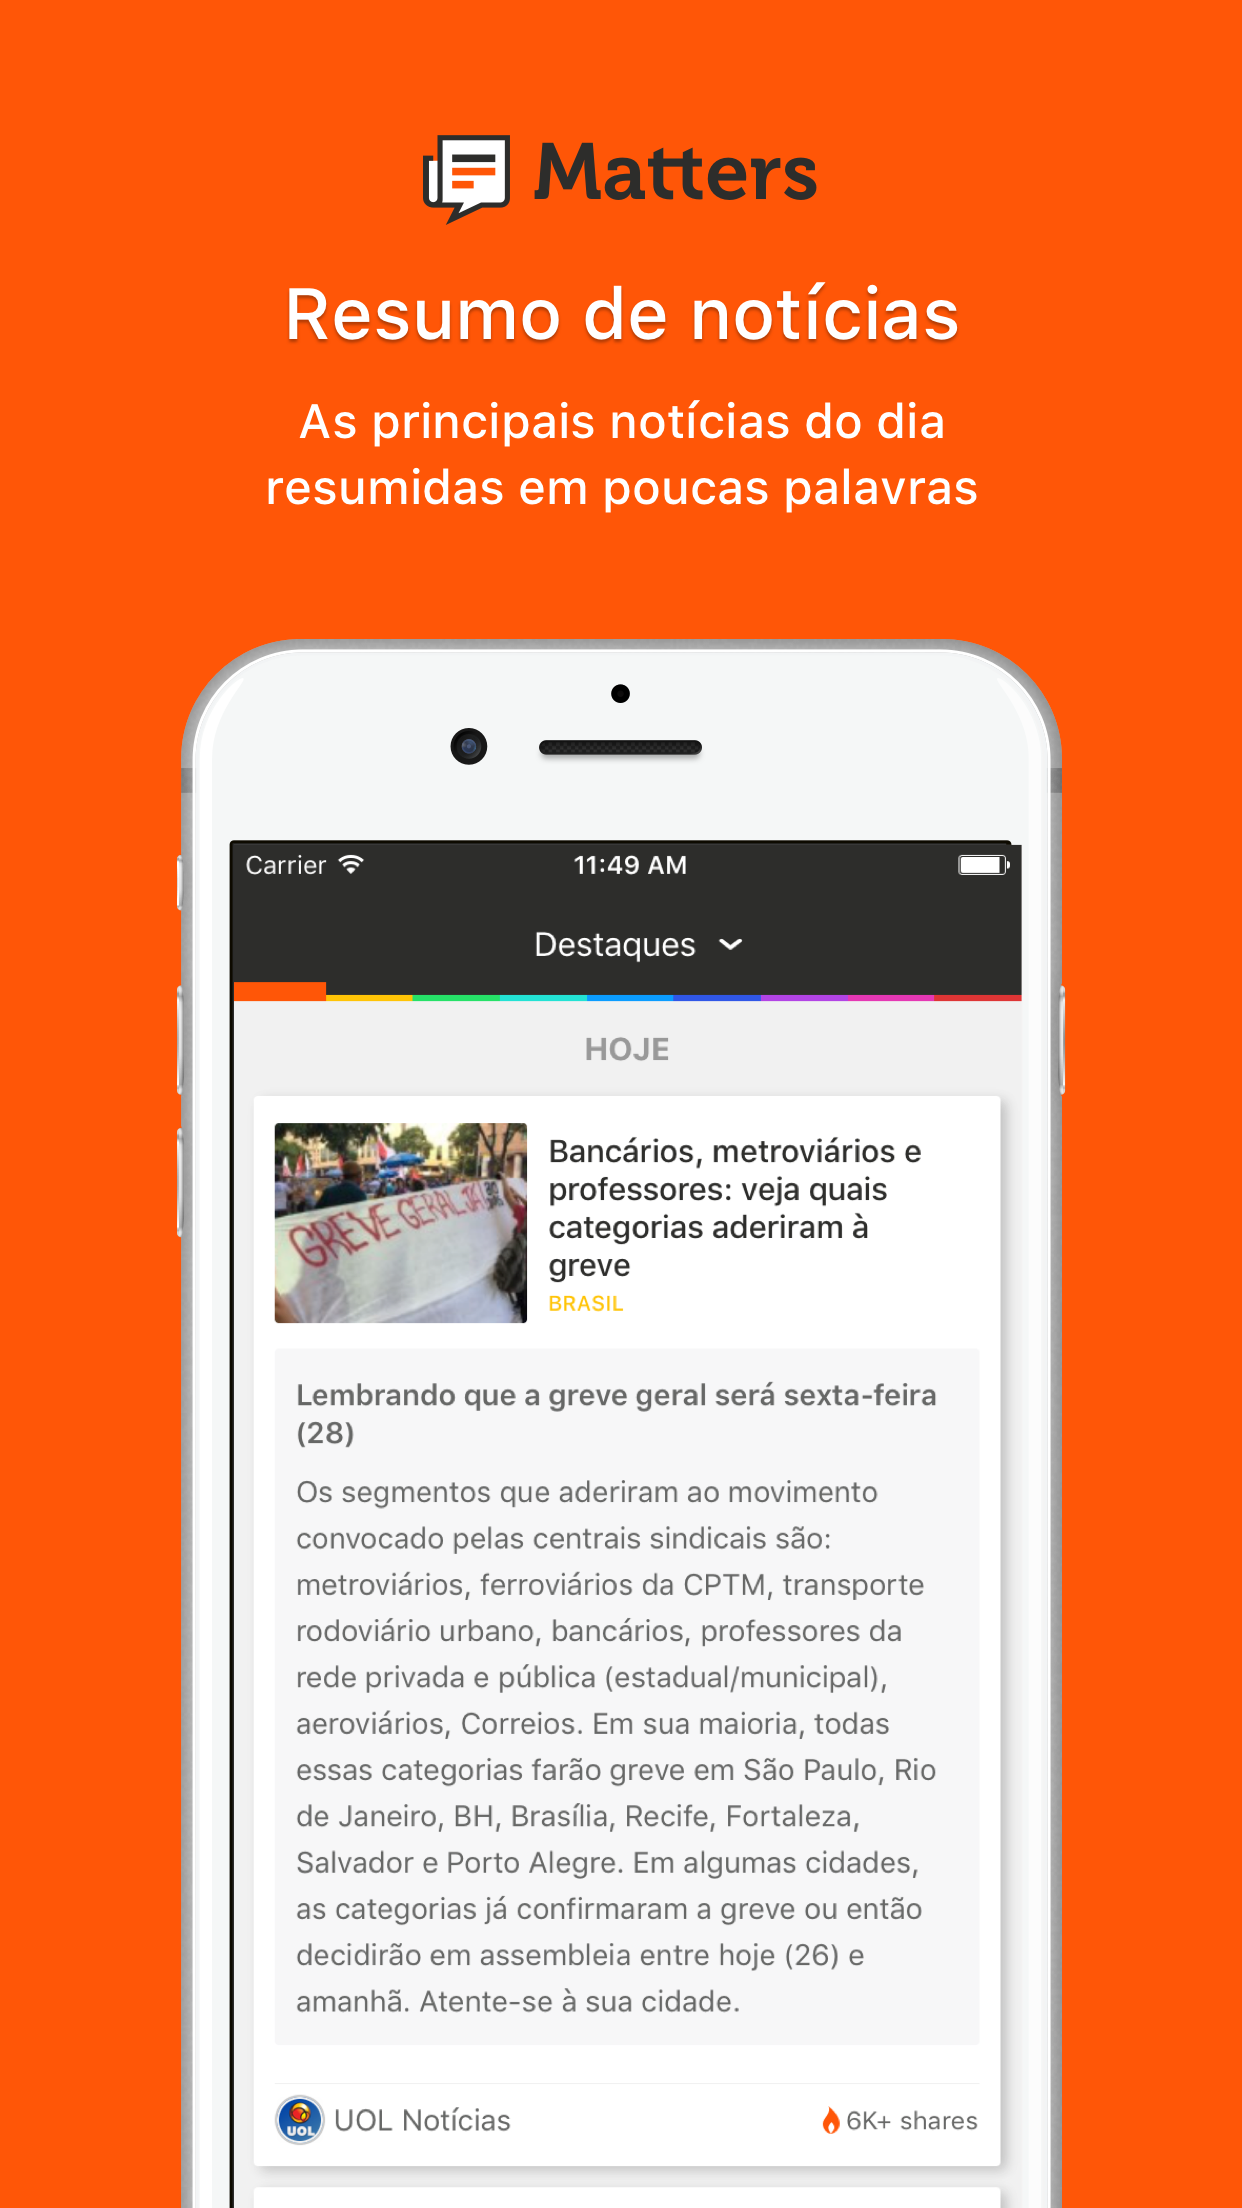 Matters
Resumo de notícias
As principais notícias do dia
resumidas em poucas palavras
Carrier
11:49 AM
Destaques
HOJE
GREVE GERAL JÁ!
Bancários, metroviários e
professores: veja quais
categorias aderiram à
greve
BRASIL
Lembrando que a greve geral será sexta-feira
(28)
Os segmentos que aderiram ao movimento
convocado pelas centrais sindicais são:
metroviários, ferroviários da CPTM, transporte
rodoviário urbano, bancários, professores da
rede privada e pública (estadual/municipal),
aeroviários, Correios. Em sua maioria, todas
essas categorias farão greve em São Paulo, Rio
de Janeiro, BH, Brasília, Recife, Fortaleza,
Salvador e Porto Alegre. Em algumas cidades,
as categorias já confirmaram a greve ou então
decidirão em assembleia entre hoje (26) e
amanhã. Atente-se à sua cidade.
UOL
UOL Notícias
6K+ shares